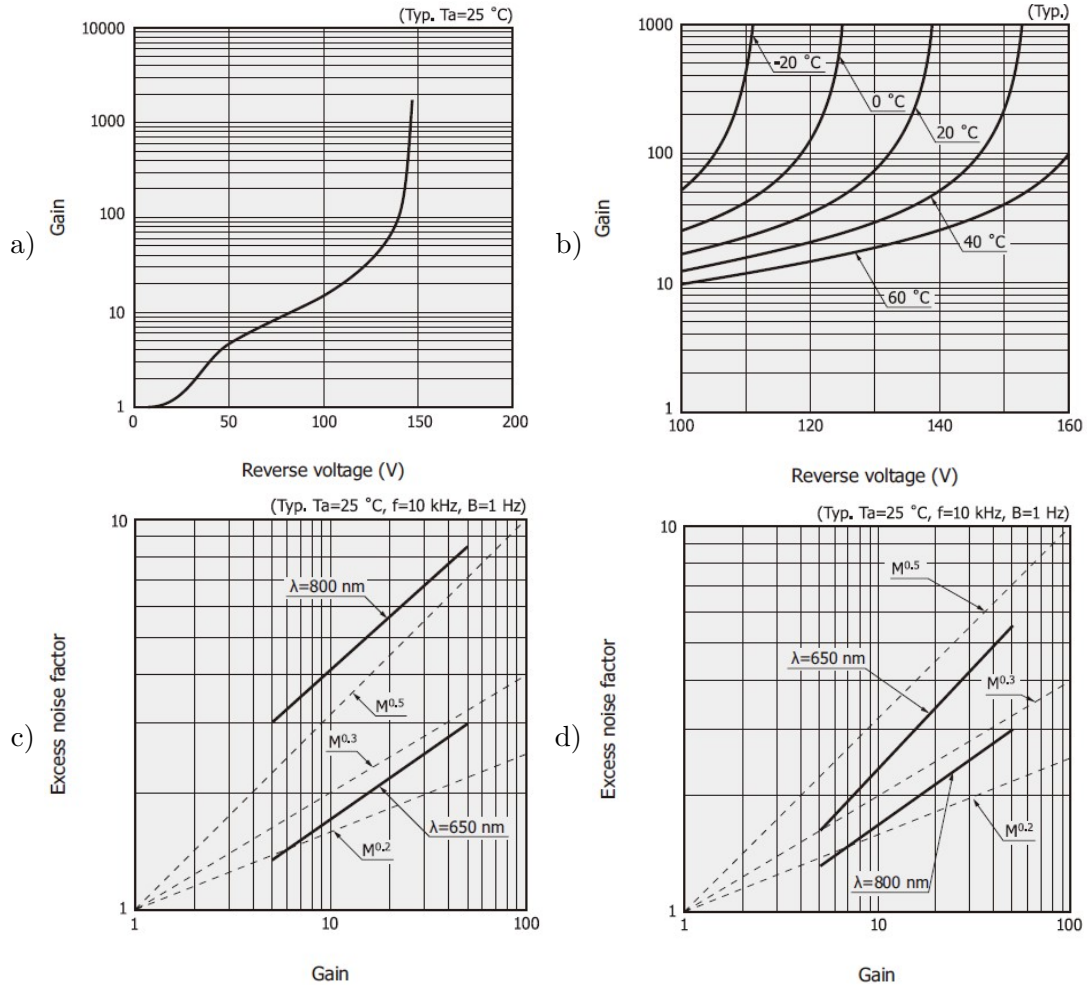 a)
(Typ. Ta=25 °C)
10000
1000
100
10
1
Gain
0 50 100 150 200
Reverse voltage (V)
b)
(Typ.)
1000
100
10
1
Gain
-20 °C
0 °C
20 °C
40 °C
60 °C
100 120 140 160
Reverse voltage (V)
c)
(Typ. Ta=25 °C, f=10 kHz, B=1 Hz)
10
1
Excess noise factor
λ=800 nm
M0.5
M0.3
λ=650 nm
M0.2
1 10 100
Gain
d)
(Typ. Ta=25 °C, f=10 kHz, B=1 Hz)
10
1
Excess noise factor
M0.5
λ=650 nm
M0.3
M0.2
λ=800 nm
1 10 100
Gain